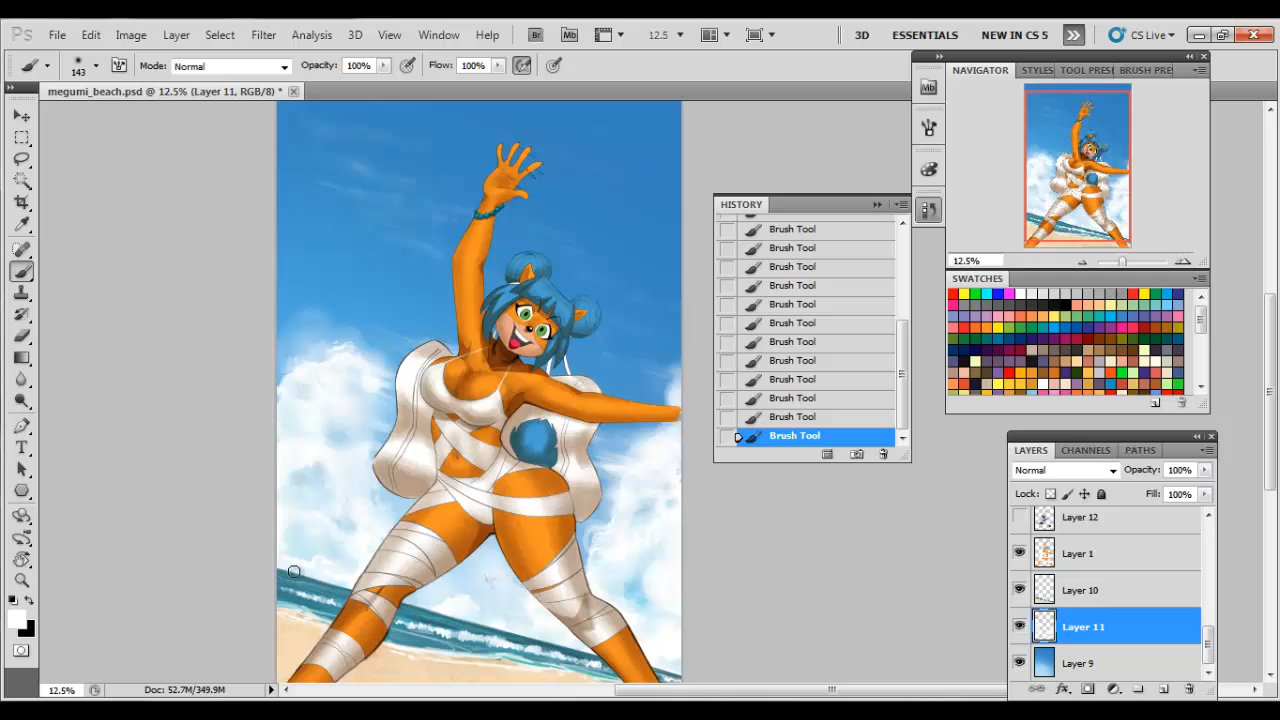 Ps File Edit Image Layer Select Filter Analysis 3D View Window Help Br Mb 12.5 3D ESSENTIALS NEW IN CS 5 CS Live
143 Mode: Normal Opacity: 100% Flow: 100%
megumi_beach.psd @ 12.5% (Layer 11, RGB/8) *
NAVIGATOR STYLES TOOL PRES BRUSH PRE
Mb
12.5%
HISTORY
Brush Tool
Brush Tool
Brush Tool
Brush Tool
Brush Tool
Brush Tool
Brush Tool
Brush Tool
Brush Tool
Brush Tool
Brush Tool
Brush Tool
SWATCHES
LAYERS CHANNELS PATHS
Normal Opacity: 100%
Lock: Fill: 100%
Layer 12
Layer 1
Layer 10
Layer 11
Layer 9
T
12.5% Doc: 52.7M/349.9M